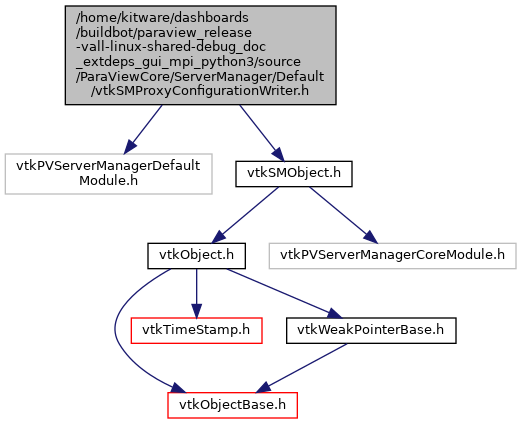 /home/kitware/dashboards
/buildbot/paraview_release
-vall-linux-shared-debug_doc
_extdeps_gui_mpi_python3/source
/ParaViewCore/ServerManager/Default
/vtkSMProxyConfigurationWriter.h
vtkPVServerManagerDefault
Module.h
vtkSMObject.h
vtkObject.h
vtkPVServerManagerCoreModule.h
vtkTimeStamp.h
vtkWeakPointerBase.h
vtkObjectBase.h